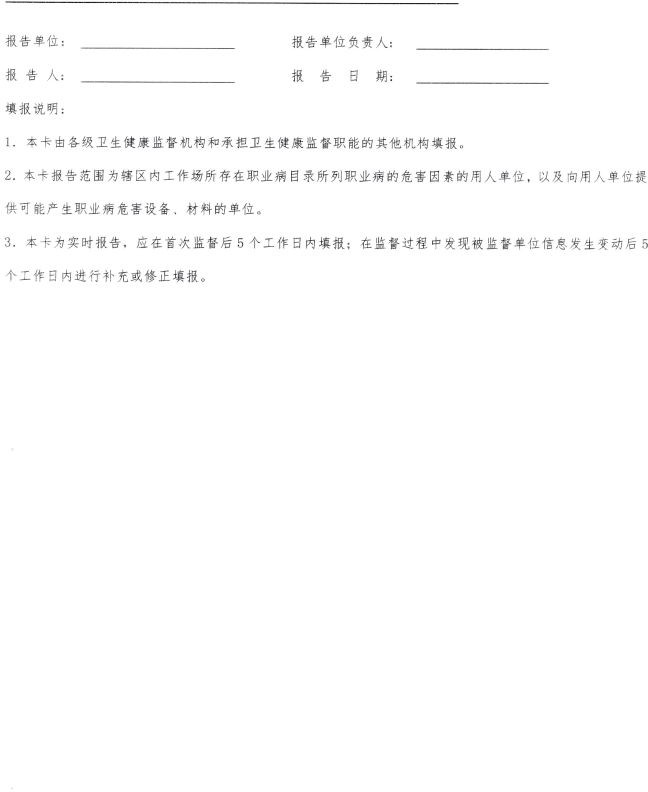 报告单位： 报告单位负责人：
报 告 人： 报 告 日 期：
填报说明：
1．本卡由各级卫生健康监督机构和承担卫生健康监督职能的其他机构填报。
2．本卡报告范围为辖区内工作场所存在职业病目录所列职业病的危害因素的用人单位，以及向用人单位提
供可能产生职业病危害设备、材料的单位。
3．本卡为实时报告，应在首次监督后 5 个工作日内填报；在监督过程中发现被监督单位信息发生变动后 5
个工作日内进行补充或修正填报。